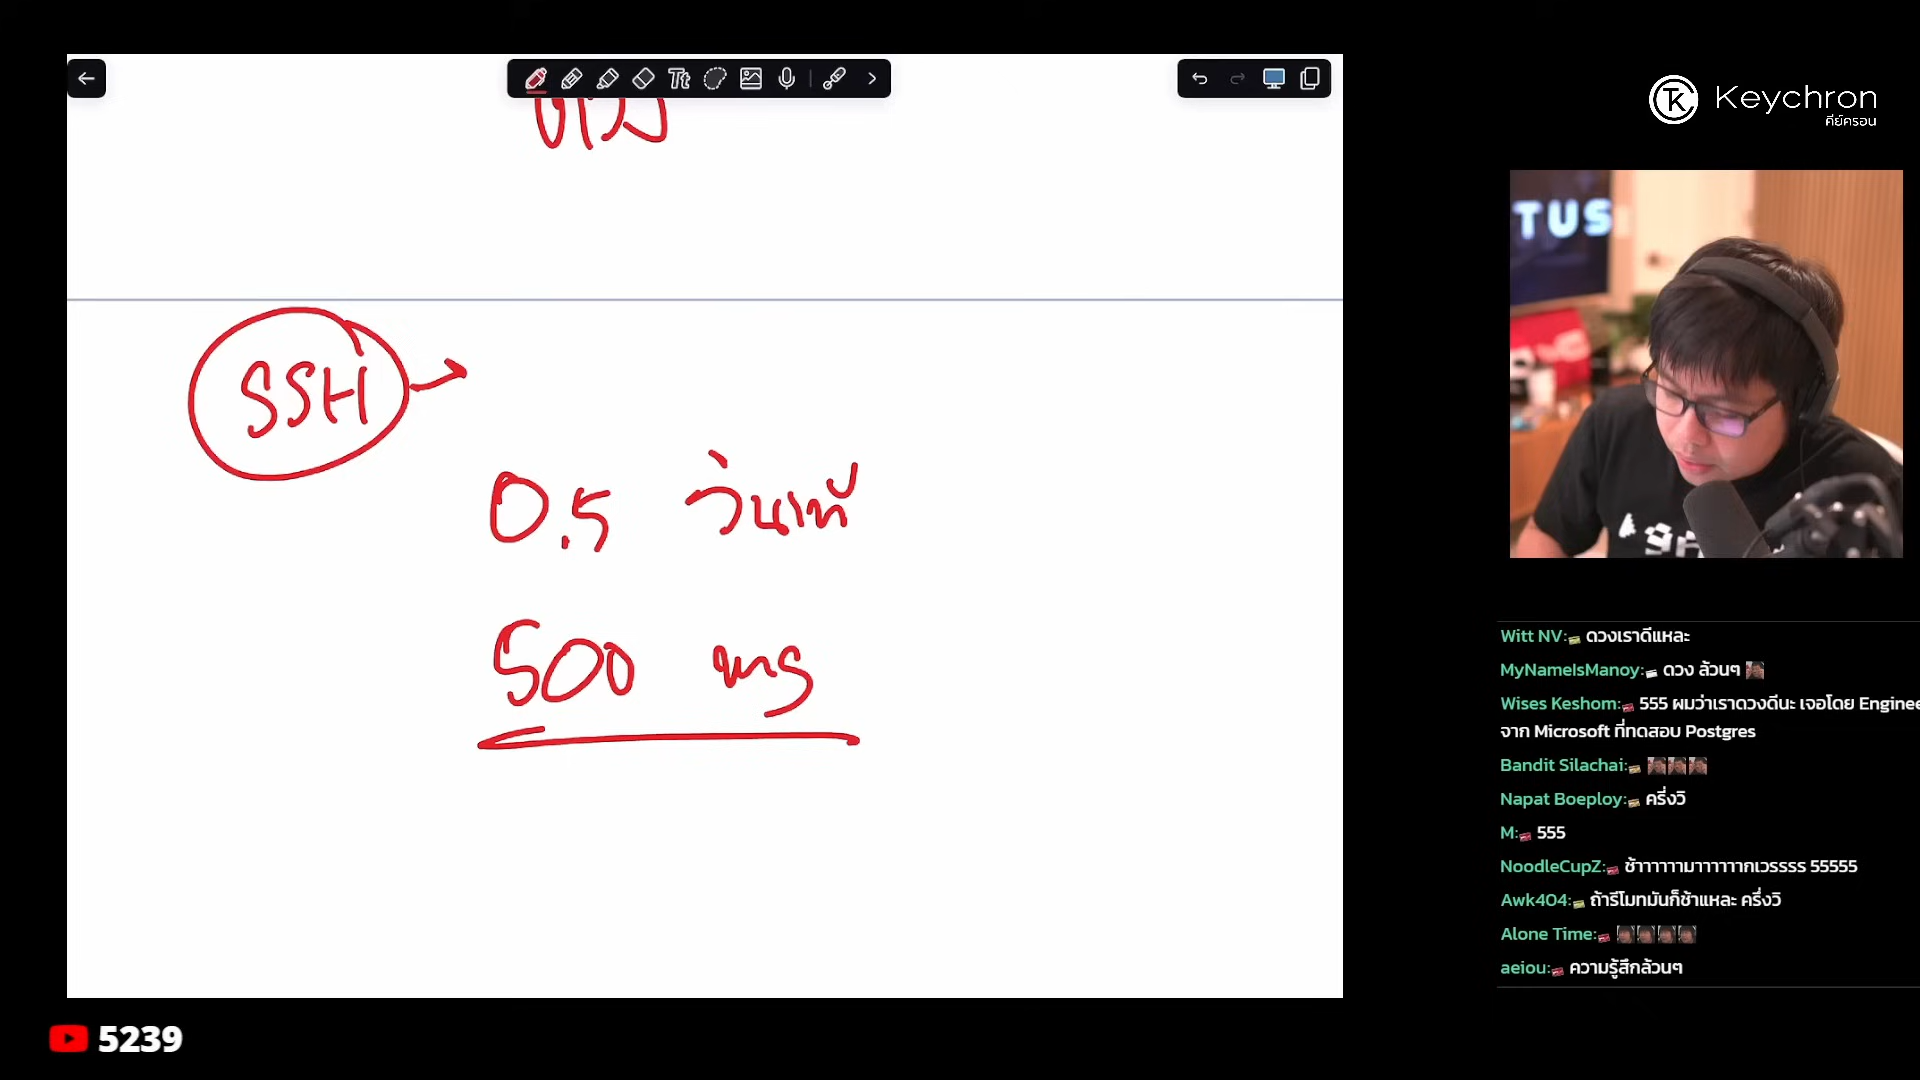 Tt
Keychron
คีย์ครอน
TUS
SSH
0.5 วินาที
500 ms
Witt NV: ดวงเราดีแหละ
MyNameIsManoy: ดวง ล้วนๆ
Wises Keshom: 555 ผมว่าเราดวงดีนะ เจอโดย Enginee
จาก Microsoft ที่ทดสอบ Postgres
Bandit Silachai:
Napat Boeploy: ครี่งวิ
M: 555
NoodleCupZ: ช้าาาาาามาาาาาากเวรรรร 55555
Awk404: ถ้ารีโมทมันก็ช้าแหละ ครึ่งวิ
Alone Time:
aeiou: ความรู้สึกล้วนๆ
5239